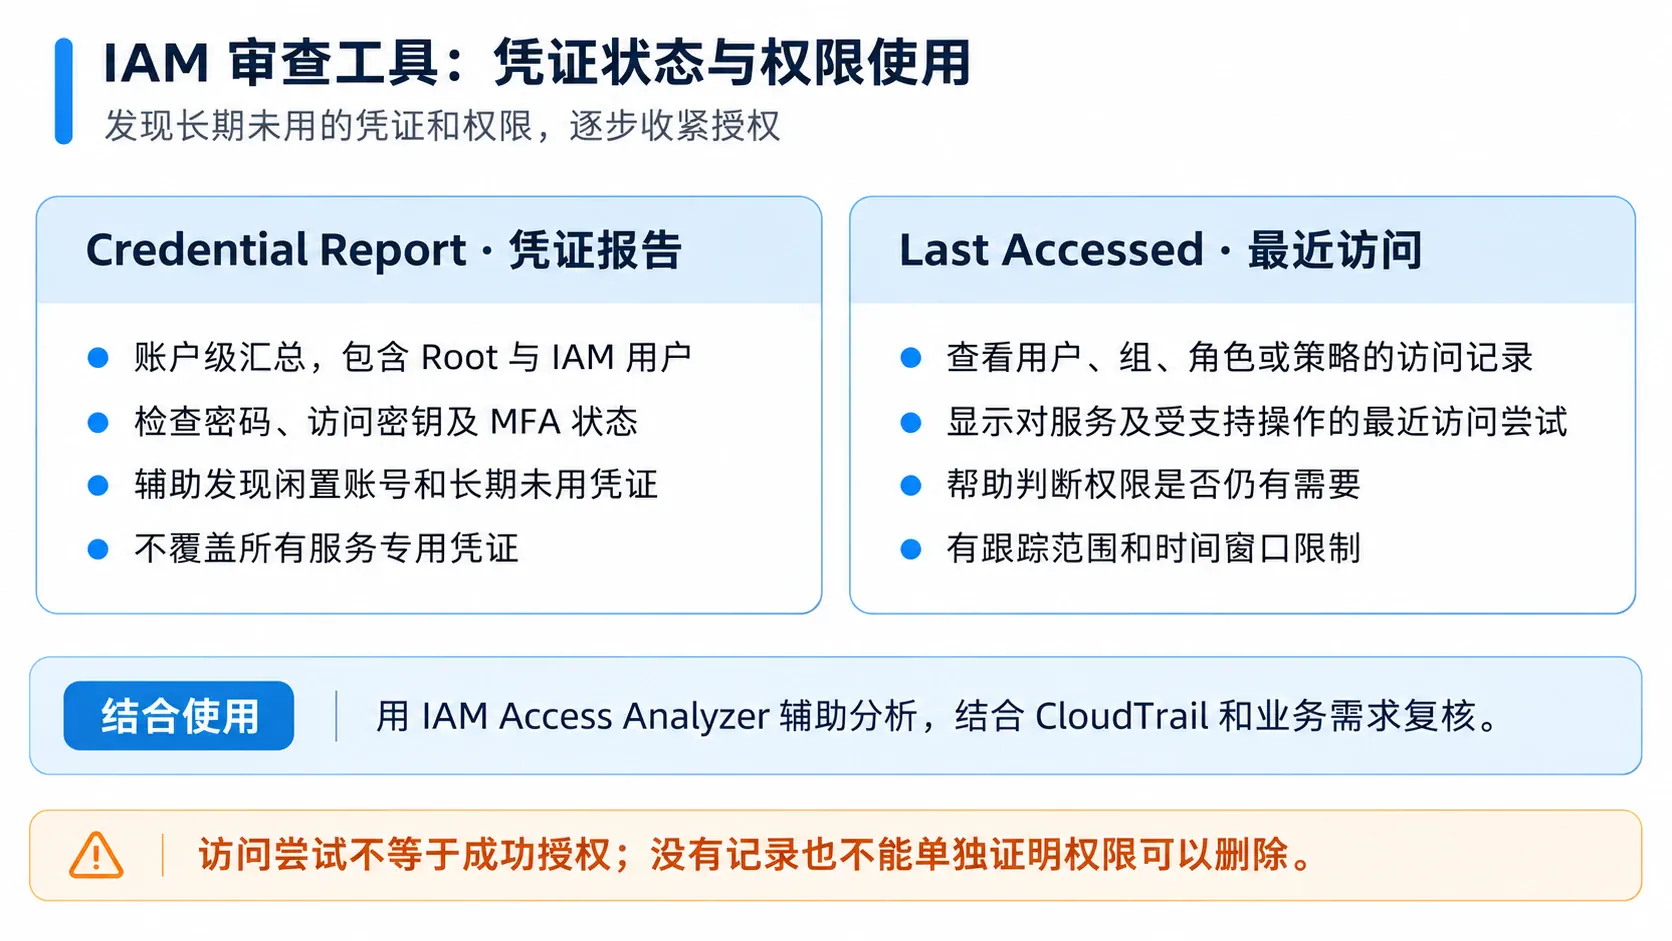 IAM 审查工具：凭证状态与权限使用
发现长期未用的凭证和权限，逐步收紧授权
Credential Report · 凭证报告
账户级汇总，包含 Root 与 IAM 用户
检查密码、访问密钥及 MFA 状态
辅助发现闲置账号和长期未用凭证
不覆盖所有服务专用凭证
Last Accessed · 最近访问
查看用户、组、角色或策略的访问记录
显示对服务及受支持操作的最近访问尝试
帮助判断权限是否仍有需要
有跟踪范围和时间窗口限制
结合使用
用 IAM Access Analyzer 辅助分析，结合 CloudTrail 和业务需求复核。
访问尝试不等于成功授权；没有记录也不能单独证明权限可以删除。